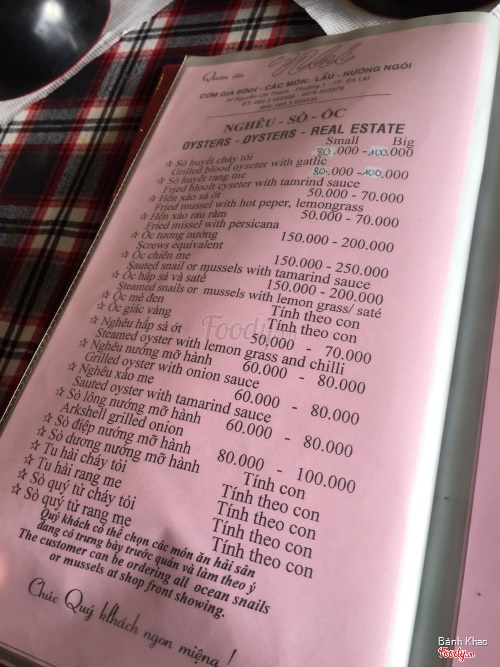 Quán ăn
CƠM GIA ĐÌNH - CÁC MÓN: LẨU - NƯỚNG NGÓI
NGHÊU - SÒ - ỐC
OYSTERS - OYSTERS - REAL ESTATE
Small Big
☆ Sò huyết cháy tỏi 80.000 - 100.000
Grilled blood oyseter with gatlic
☆ Sò huyết rang me 80.000 - 100.000
Fried bloolt cyseter with tamrind sauce
☆ Hến xào sả ớt 50.000 - 70.000
Fried mussel with hot peper, lemongrass
☆ Hến xào rau răm 50.000 - 70.000
Fried missel with persicana
☆ Ốc tương nướng 150.000 - 200.000
Screws equivalent
☆ Ốc chiên me 150.000 - 250.000
Sauted snail or mussels with tamarind sauce
☆ Ốc hấp sả và saté 150.000 - 200.000
Steamed snails or mussels with lemon grass/ saté
☆ Ốc mè đen Tính theo con
☆ Ốc giác vàng Tính theo con
☆ Nghêu hấp sả ớt 50.000 - 70.000
Steamed oyster with lemon grass and chilli
☆ Nghêu nướng mỡ hành 60.000 - 80.000
Grilled oyster with onion sauce
☆ Nghêu xào me 60.000 - 80.000
Sauted oyster with tamarind sauce
☆ Sò lông nướng mỡ hành 60.000 - 80.000
Arkshell grilled onion
☆ Sò điệp nướng mỡ hành 80.000 - 100.000
☆ Sò dương nướng mỡ hành Tính con
☆ Tu hài cháy tỏi Tính theo con
☆ Tu hài rang me Tính theo con
☆ Sò quý tử cháy tỏi Tính theo con
☆ Sò quý tử rang me Tính theo con
Quý khách có thể chọn các món ăn hải sản
đang có trưng bày trước quán và làm theo ý
The customer can be ordering all ocean snails
or mussels at shop front showing.
Chúc Quý khách ngon miệng !
Foody.vn
Bánh Khao
Foody.vn